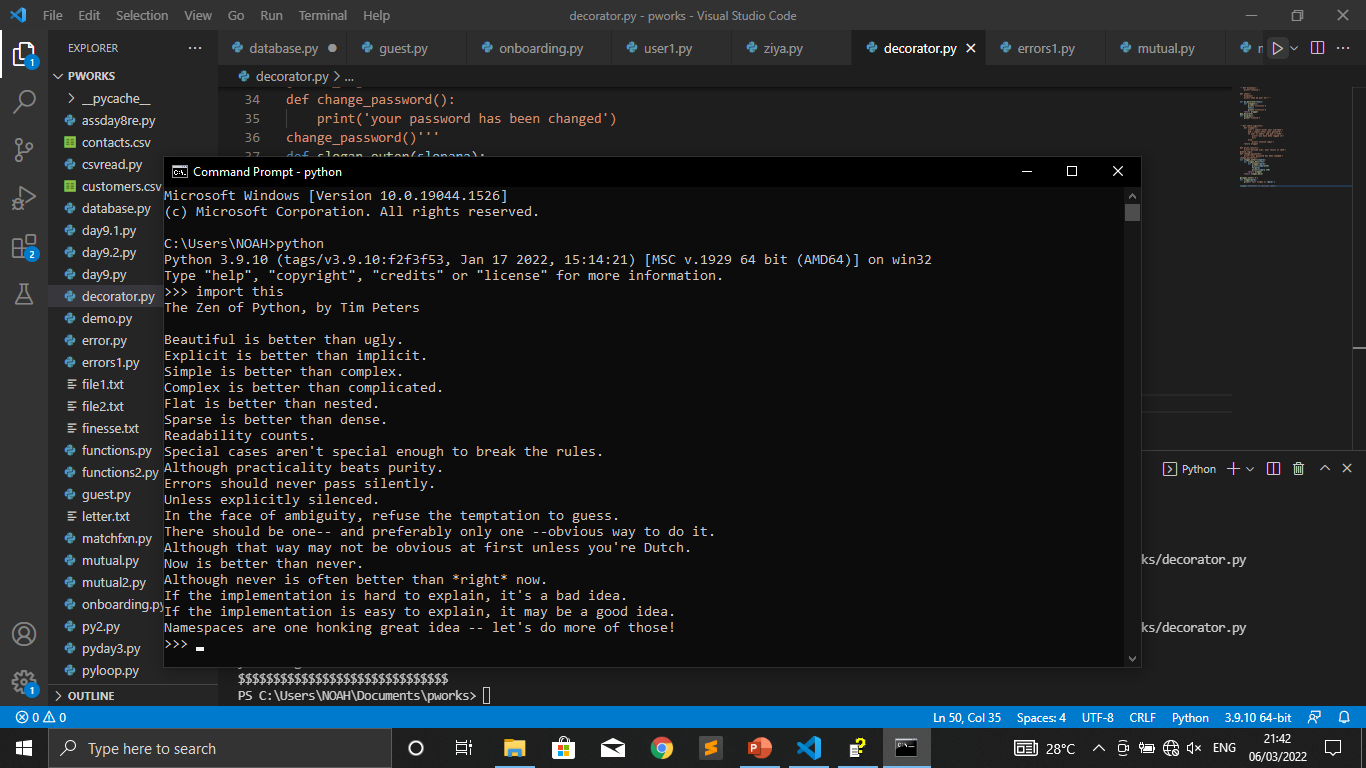 File Edit Selection View Go Run Terminal Help decorator.py - pworks - Visual Studio Code
EXPLORER
database.py guest.py onboarding.py user1.py ziya.py decorator.py errors1.py mutual.py
decorator.py > ...
PWORKS
__pycache__
assday8re.py
contacts.csv
csvread.py
customers.csv
database.py
day9.1.py
day9.2.py
day9.py
decorator.py
demo.py
error.py
errors1.py
file1.txt
file2.txt
finesse.txt
functions.py
functions2.py
guest.py
letter.txt
matchfxn.py
mutual.py
mutual2.py
onboarding.py
py2.py
pyday3.py
pyloop.py
OUTLINE
1
2
1
34 def change_password():
35 print('your password has been changed')
36 change_password()'''
37 def slogan_outer(slogana):
Command Prompt - python
Microsoft Windows [Version 10.0.19044.1526]
(c) Microsoft Corporation. All rights reserved.
C:\Users\NOAH>python
Python 3.9.10 (tags/v3.9.10:f2f3f53, Jan 17 2022, 15:14:21) [MSC v.1929 64 bit (AMD64)] on win32
Type "help", "copyright", "credits" or "license" for more information.
>>> import this
The Zen of Python, by Tim Peters
Beautiful is better than ugly.
Explicit is better than implicit.
Simple is better than complex.
Complex is better than complicated.
Flat is better than nested.
Sparse is better than dense.
Readability counts.
Special cases aren't special enough to break the rules.
Although practicality beats purity.
Errors should never pass silently.
Unless explicitly silenced.
In the face of ambiguity, refuse the temptation to guess.
There should be one-- and preferably only one --obvious way to do it.
Although that way may not be obvious at first unless you're Dutch.
Now is better than never.
Although never is often better than *right* now.
If the implementation is hard to explain, it's a bad idea.
If the implementation is easy to explain, it may be a good idea.
Namespaces are one honking great idea -- let's do more of those!
>>>
Python
ks/decorator.py
ks/decorator.py
$$$$$$$$$$$$$$$$$$$$$$$$$$$$$$
PS C:\Users\NOAH\Documents\pworks>
0 0 Ln 50, Col 35 Spaces: 4 UTF-8 CRLF Python 3.9.10 64-bit
Type here to search
28°C ENG 21:42
06/03/2022